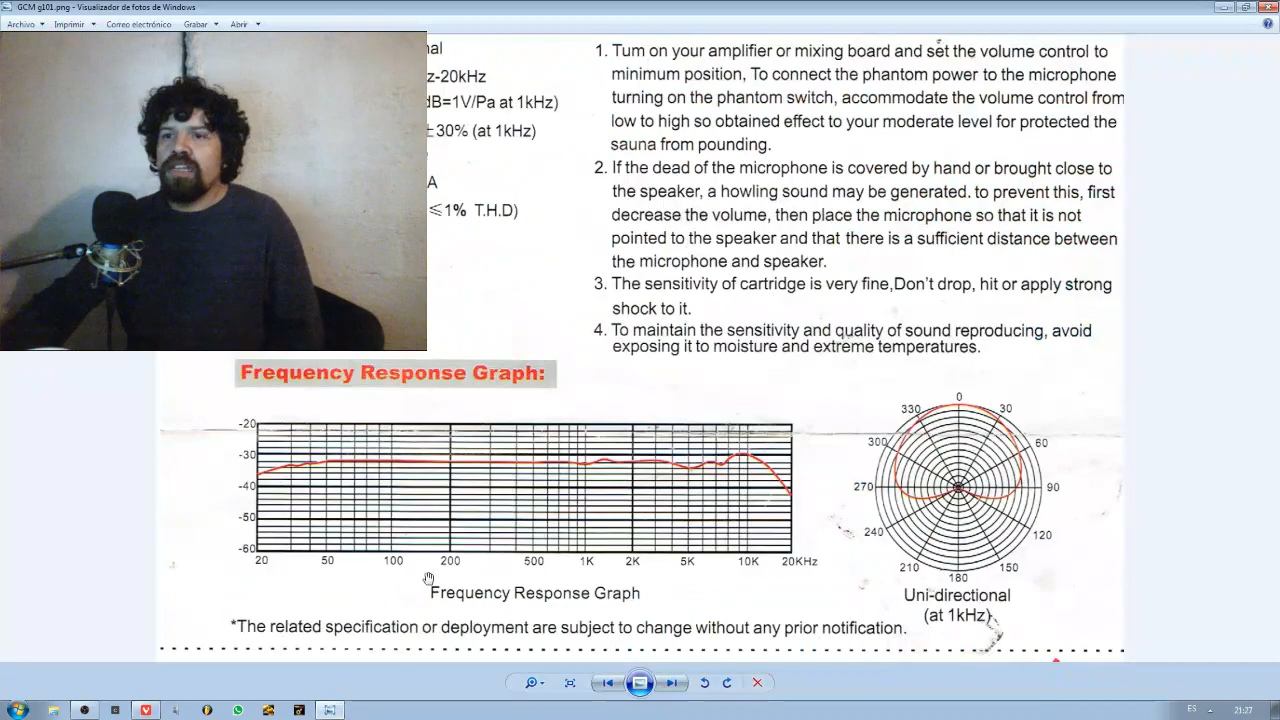 GCM g101.png - Visualizador de fotos de Windows
Archivo Imprimir Correo electrónico Grabar Abrir
nal
z-20kHz
dB=1V/Pa at 1kHz)
±30% (at 1kHz)
A
≤1% T.H.D)
1. Tum on your amplifier or mixing board and set the volume control to
minimum position, To connect the phantom power to the microphone
turning on the phantom switch, accommodate the volume control from
low to high so obtained effect to your moderate level for protected the
sauna from pounding.
2. If the dead of the microphone is covered by hand or brought close to
the speaker, a howling sound may be generated. to prevent this, first
decrease the volume, then place the microphone so that it is not
pointed to the speaker and that there is a sufficient distance between
the microphone and speaker.
3. The sensitivity of cartridge is very fine,Don't drop, hit or apply strong
shock to it.
4. To maintain the sensitivity and quality of sound reproducing, avoid
exposing it to moisture and extreme temperatures.
Frequency Response Graph:
-20
-30
-40
-50
-60
20 50 100 200 500 1K 2K 5K 10K 20KHz
Frequency Response Graph
0
330 30
300 60
270 90
240 120
210 150
180
Uni-directional
(at 1kHz)
*The related specification or deployment are subject to change without any prior notification.
ES 21:27